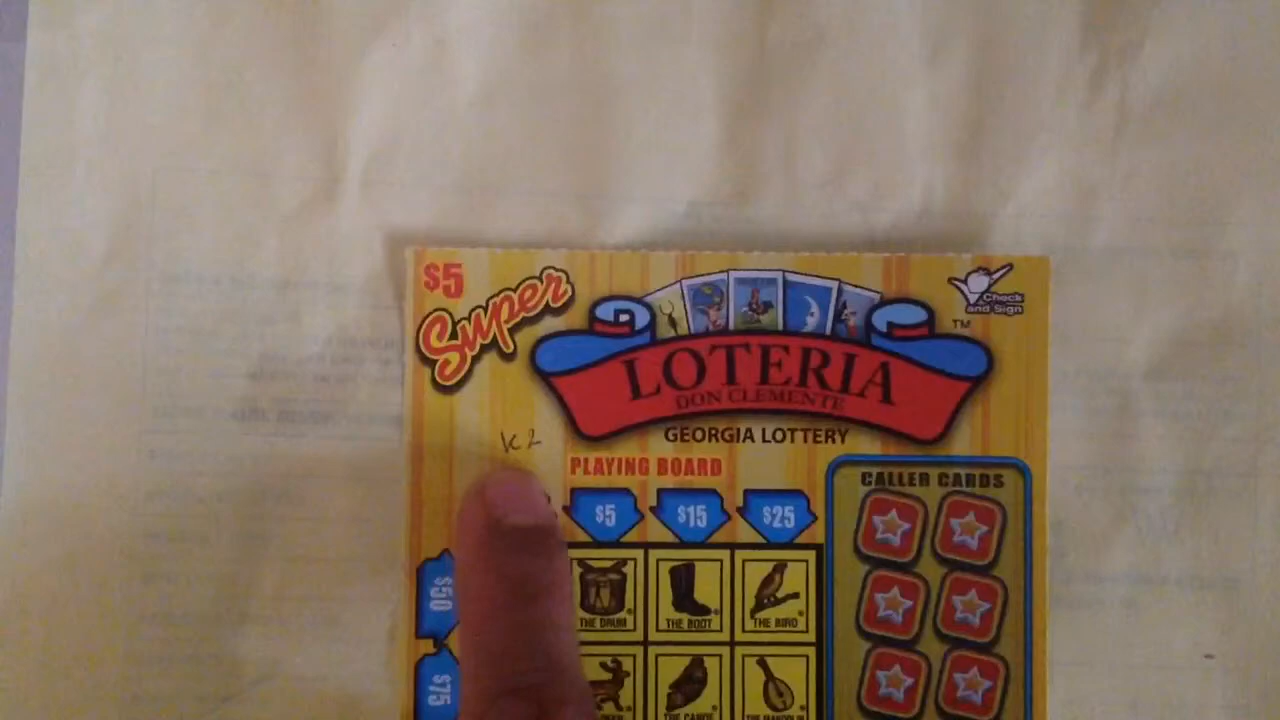 $5
Super
LOTERIA
DON CLEMENTE
TM
Check
and Sign
GEORGIA LOTTERY
K2
PLAYING BOARD
CALLER CARDS
$5 $15 $25
$50
THE DRUM THE BOOT THE BIRD
$75
THE CANOE THE MANDOLIN